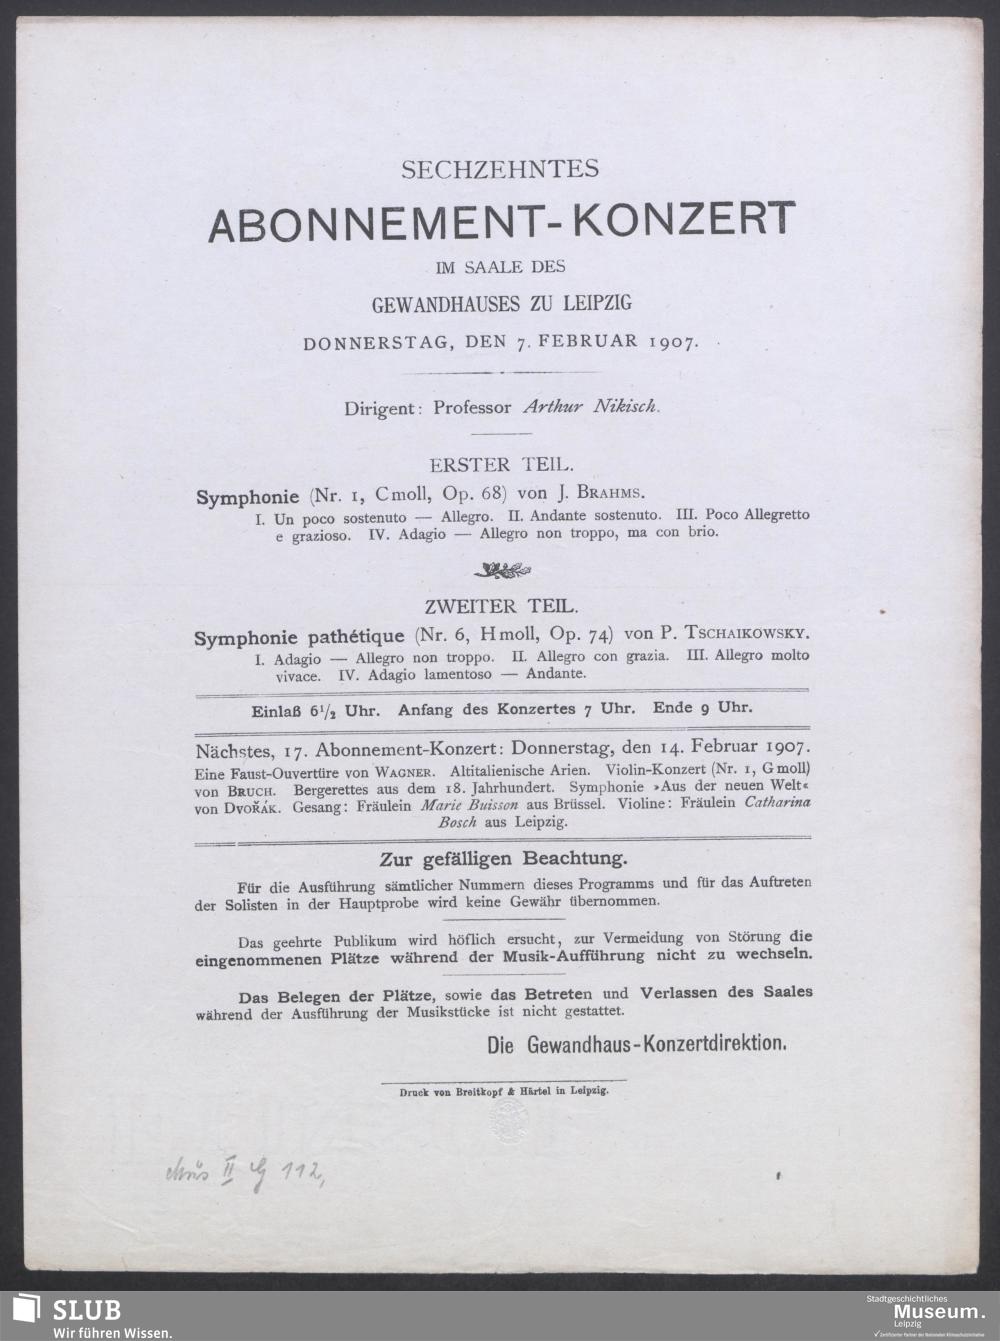 SECHZEHNTES
ABONNEMENT-KONZERT
IM SAALE DES
GEWANDHAUSES ZU LEIPZIG
DONNERSTAG, DEN 7. FEBRUAR 1907.
Dirigent: Professor Arthur Nikisch.
ERSTER TEIL.
Symphonie (Nr. 1, Cmoll, Op. 68) von J. BRAHMS.
I. Un poco sostenuto — Allegro. II. Andante sostenuto. III. Poco Allegretto
e grazioso. IV. Adagio — Allegro non troppo, ma con brio.
ZWEITER TEIL.
Symphonie pathétique (Nr. 6, Hmoll, Op. 74) von P. TSCHAIKOWSKY.
I. Adagio — Allegro non troppo. II. Allegro con grazia. III. Allegro molto
vivace. IV. Adagio lamentoso — Andante.
Einlaß 6½ Uhr. Anfang des Konzertes 7 Uhr. Ende 9 Uhr.
Nächstes, 17. Abonnement-Konzert: Donnerstag, den 14. Februar 1907.
Eine Faust-Ouvertüre von WAGNER. Altitalienische Arien. Violin-Konzert (Nr. 1, Gmoll)
von BRUCH. Bergerettes aus dem 18. Jahrhundert. Symphonie »Aus der neuen Welt«
von DVOŘÁK. Gesang: Fräulein Marie Buisson aus Brüssel. Violine: Fräulein Catharina
Bosch aus Leipzig.
Zur gefälligen Beachtung.
Für die Ausführung sämtlicher Nummern dieses Programms und für das Auftreten
der Solisten in der Hauptprobe wird keine Gewähr übernommen.
Das geehrte Publikum wird höflich ersucht, zur Vermeidung von Störung die
eingenommenen Plätze während der Musik-Aufführung nicht zu wechseln.
Das Belegen der Plätze, sowie das Betreten und Verlassen des Saales
während der Ausführung der Musikstücke ist nicht gestattet.
Die Gewandhaus-Konzertdirektion.
Druck von Breitkopf & Härtel in Leipzig.
II 112,
SLUB
Wir führen Wissen.
Stadtgeschichtliches
Museum.
Leipzig